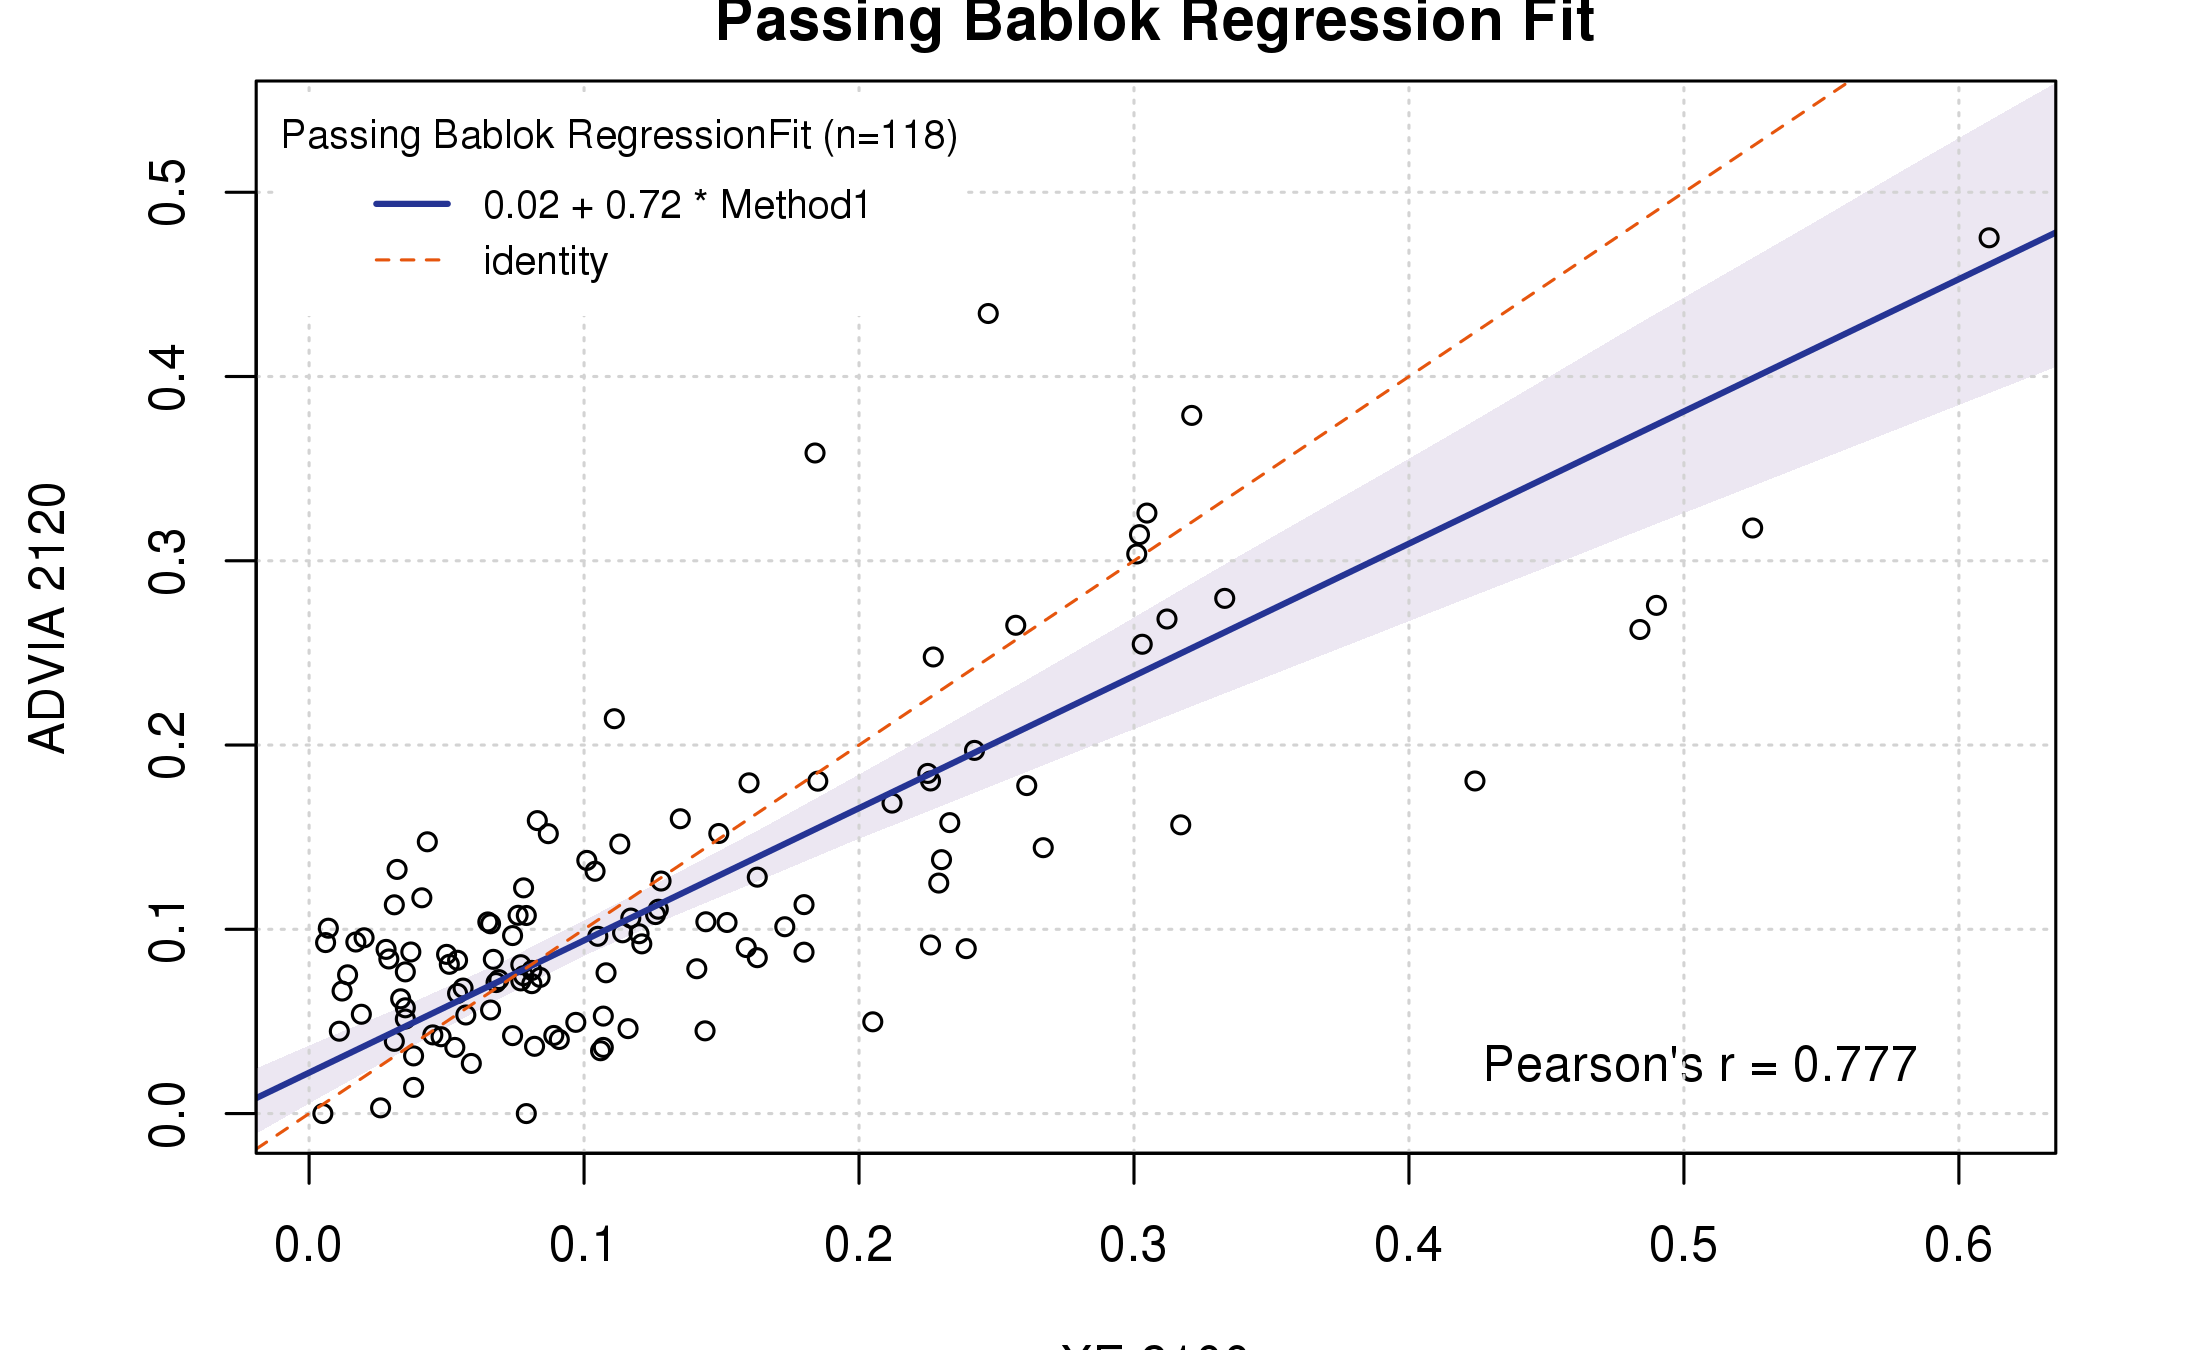 Passing Bablok Regression Fit
Passing Bablok RegressionFit (n=118)
0.02 + 0.72 * Method1
identity
ADVIA 2120
0.5
0.4
0.3
0.2
0.1
0.0
Pearson's r = 0.777
0.0 0.1 0.2 0.3 0.4 0.5 0.6